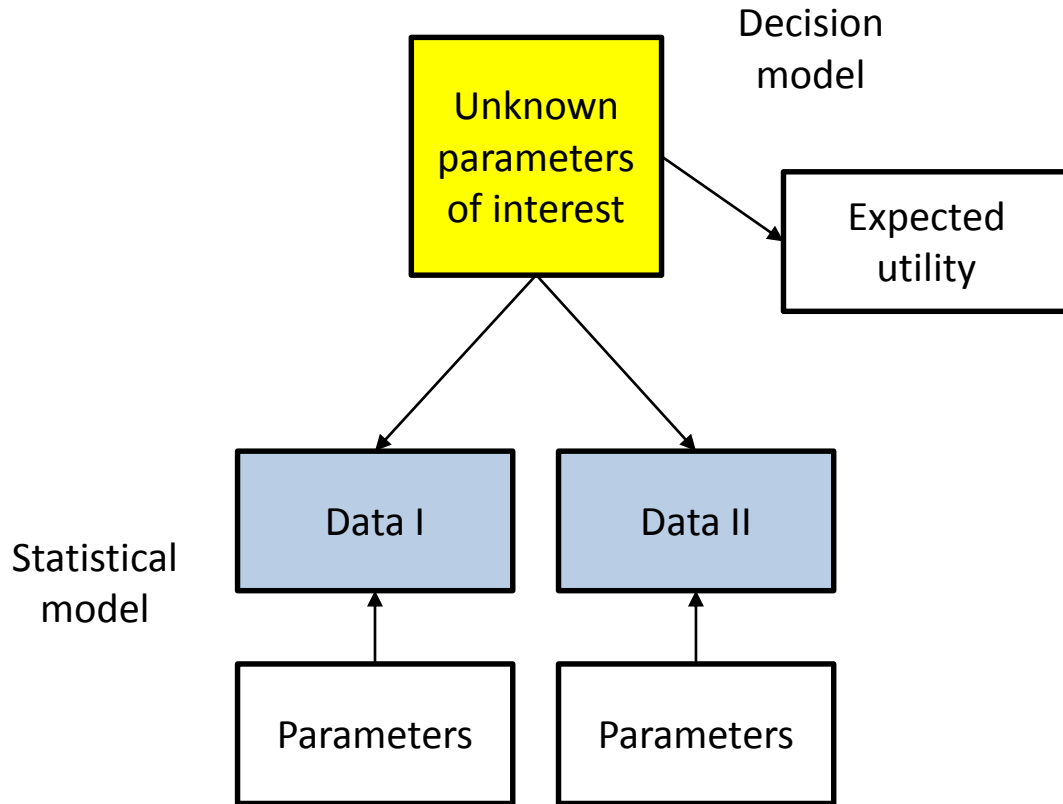 Decision
model
Unknown
parameters
of interest
Expected
utility
Data I
Data II
Statistical
model
Parameters
Parameters